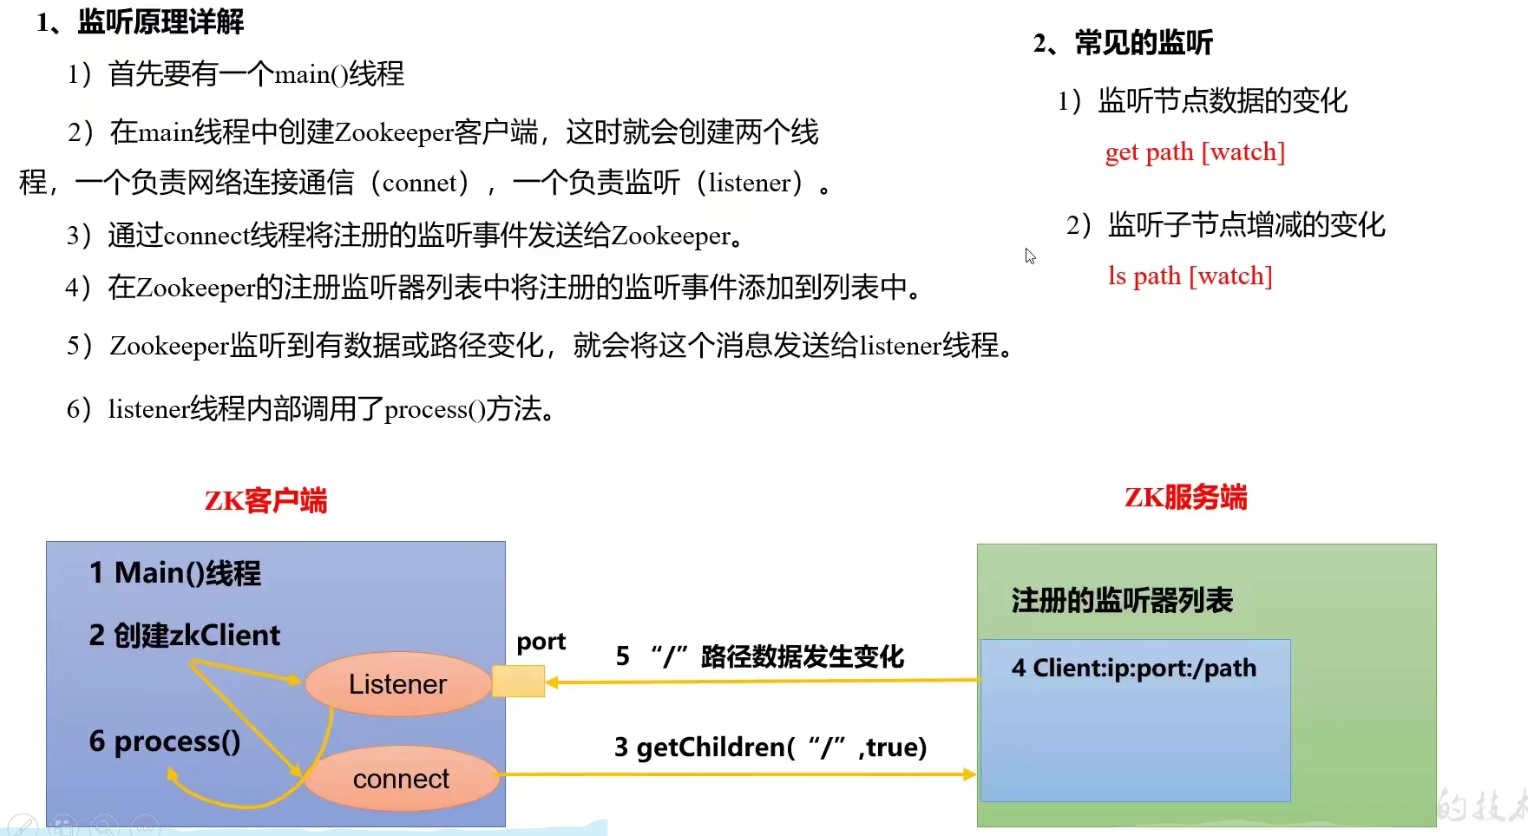 1、监听原理详解
1）首先要有一个main()线程
2）在main线程中创建Zookeeper客户端，这时就会创建两个线
程，一个负责网络连接通信（connet），一个负责监听（listener）。
3）通过connect线程将注册的监听事件发送给Zookeeper。
4）在Zookeeper的注册监听器列表中将注册的监听事件添加到列表中。
5）Zookeeper监听到有数据或路径变化，就会将这个消息发送给listener线程。
6）listener线程内部调用了process()方法。
2、常见的监听
1）监听节点数据的变化
get path [watch]
2）监听子节点增减的变化
ls path [watch]
ZK客户端
1 Main()线程
2 创建zkClient
Listener
6 process()
connect
port
5 “/”路径数据发生变化
3 getChildren(“/”,true)
ZK服务端
注册的监听器列表
4 Client:ip:port:/path
的技术